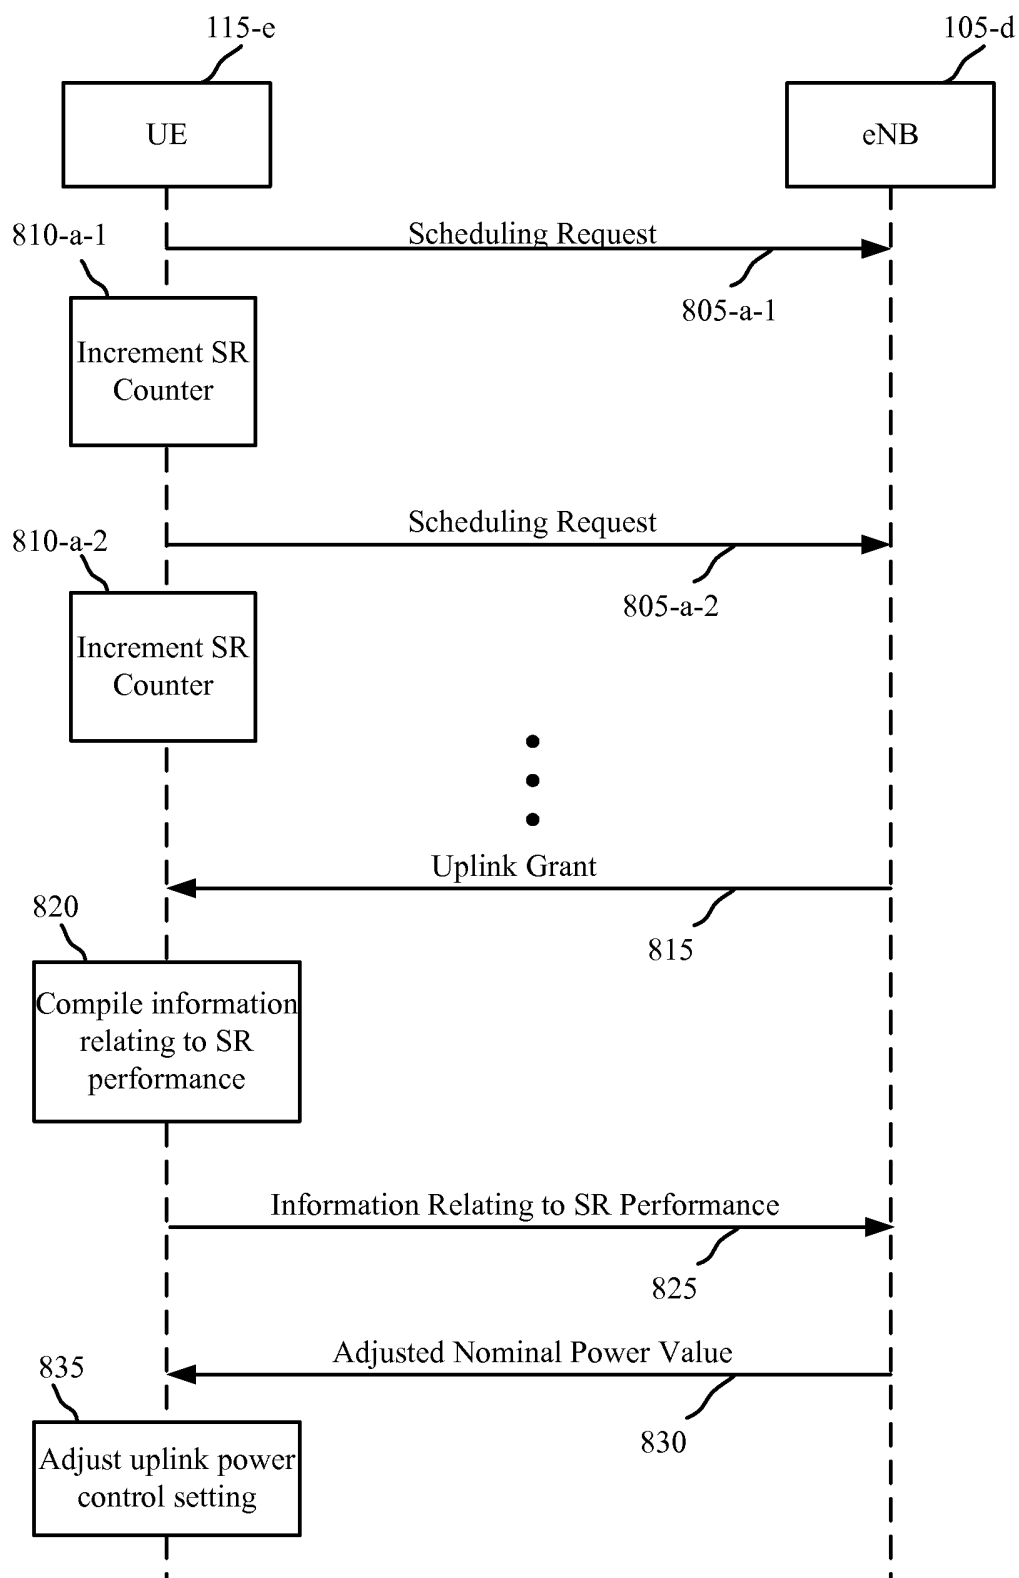 115-e
105-d
UE
eNB
810-a-1
Scheduling Request
805-a-1
Increment SR
Counter
Scheduling Request
810-a-2
805-a-2
Increment SR
Counter
Uplink Grant
820
815
Compile information
relating to SR
performance
Information Relating to SR Performance
825
Adjusted Nominal Power Value
835
830
Adjust uplink power
control setting